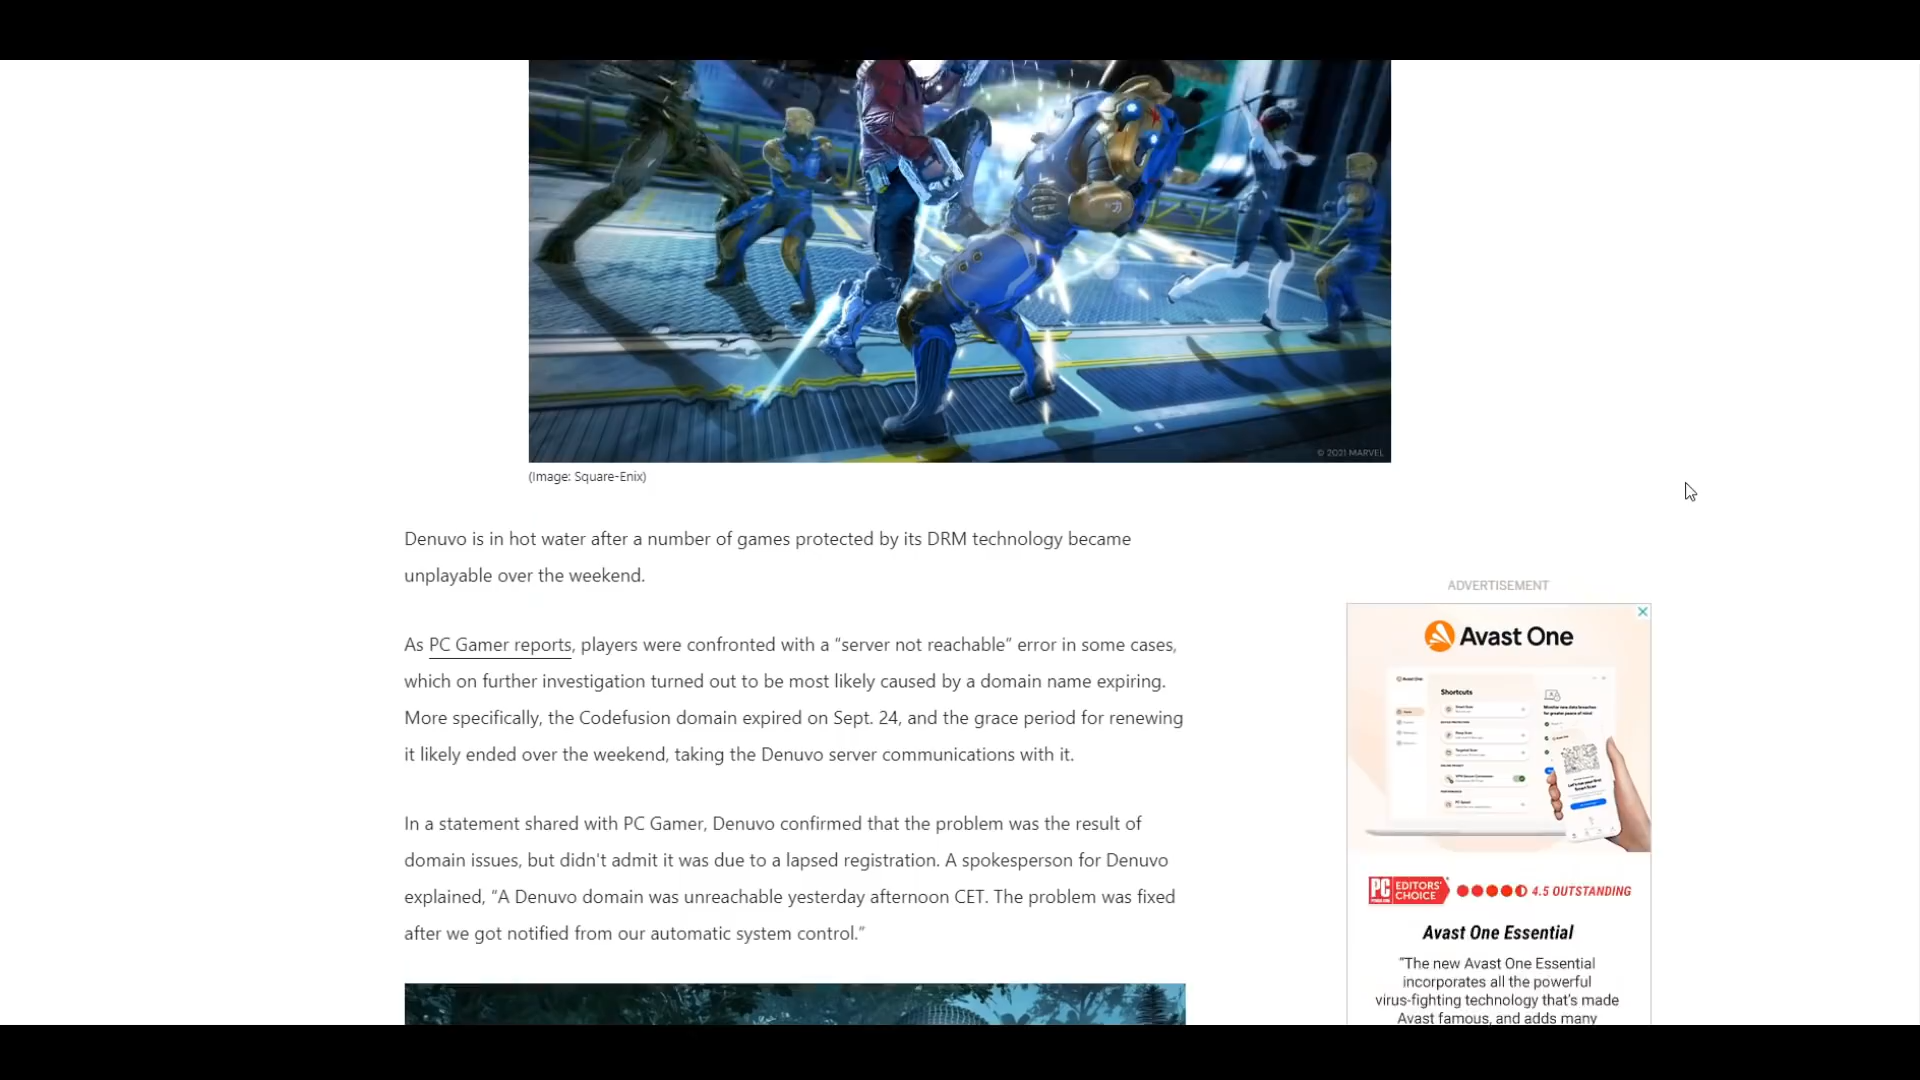 © 2021 MARVEL
(Image: Square-Enix)
Denuvo is in hot water after a number of games protected by its DRM technology became
unplayable over the weekend.
As PC Gamer reports, players were confronted with a “server not reachable” error in some cases,
which on further investigation turned out to be most likely caused by a domain name expiring.
More specifically, the Codefusion domain expired on Sept. 24, and the grace period for renewing
it likely ended over the weekend, taking the Denuvo server communications with it.
In a statement shared with PC Gamer, Denuvo confirmed that the problem was the result of
domain issues, but didn't admit it was due to a lapsed registration. A spokesperson for Denuvo
explained, “A Denuvo domain was unreachable yesterday afternoon CET. The problem was fixed
after we got notified from our automatic system control.”
ADVERTISEMENT
Avast One
Shortcuts
PC
EDITORS'
CHOICE
4.5 OUTSTANDING
Avast One Essential
“The new Avast One Essential
incorporates all the powerful
virus-fighting technology that's made
Avast famous, and adds many